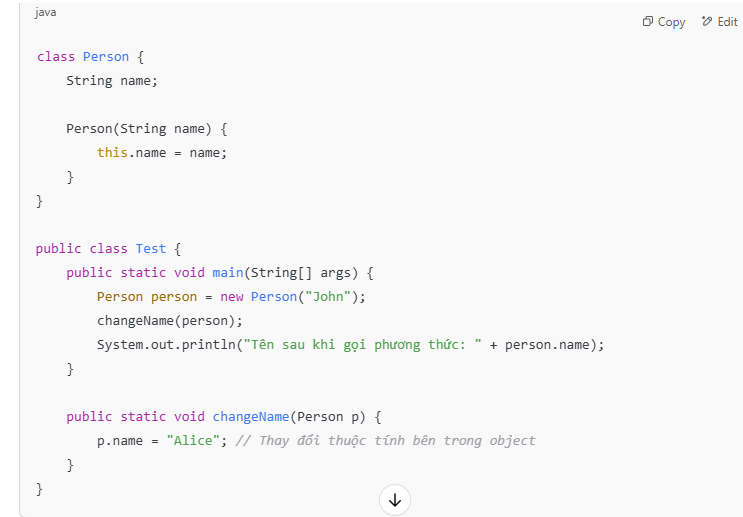 java
Copy Edit
class Person {
    String name;
    Person(String name) {
        this.name = name;
    }
}
public class Test {
    public static void main(String[] args) {
        Person person = new Person("John");
        changeName(person);
        System.out.println("Tên sau khi gọi phương thức: " + person.name);
    }
    public static void changeName(Person p) {
        p.name = "Alice"; // Thay đổi thuộc tính bên trong object
    }
}